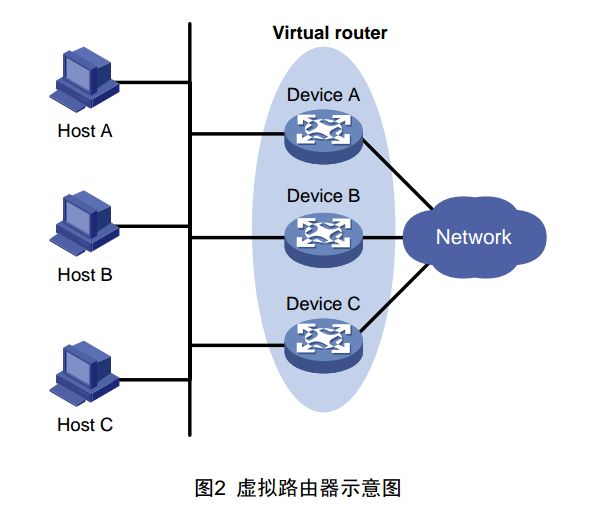 Virtual router
Device A
Host A
Device B
Network
Host B
Device C
Host C
图2 虚拟路由器示意图